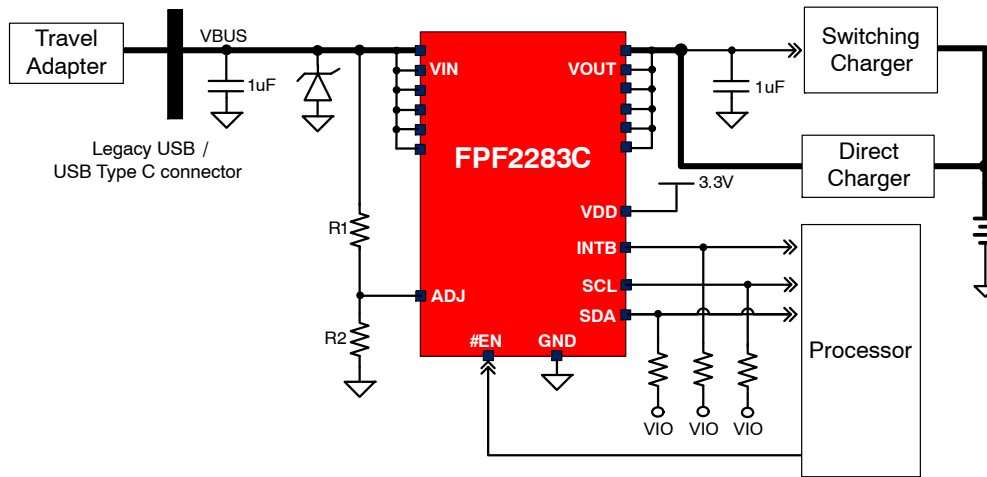 Travel
Adapter
VBUS
1uF
Legacy USB /
USB Type C connector
R1
R2
VIN
VOUT
FPF2283C
VDD
INTB
SCL
SDA
ADJ
#EN
GND
3.3V
1uF
Switching
Charger
Direct
Charger
Processor
VIO
VIO
VIO